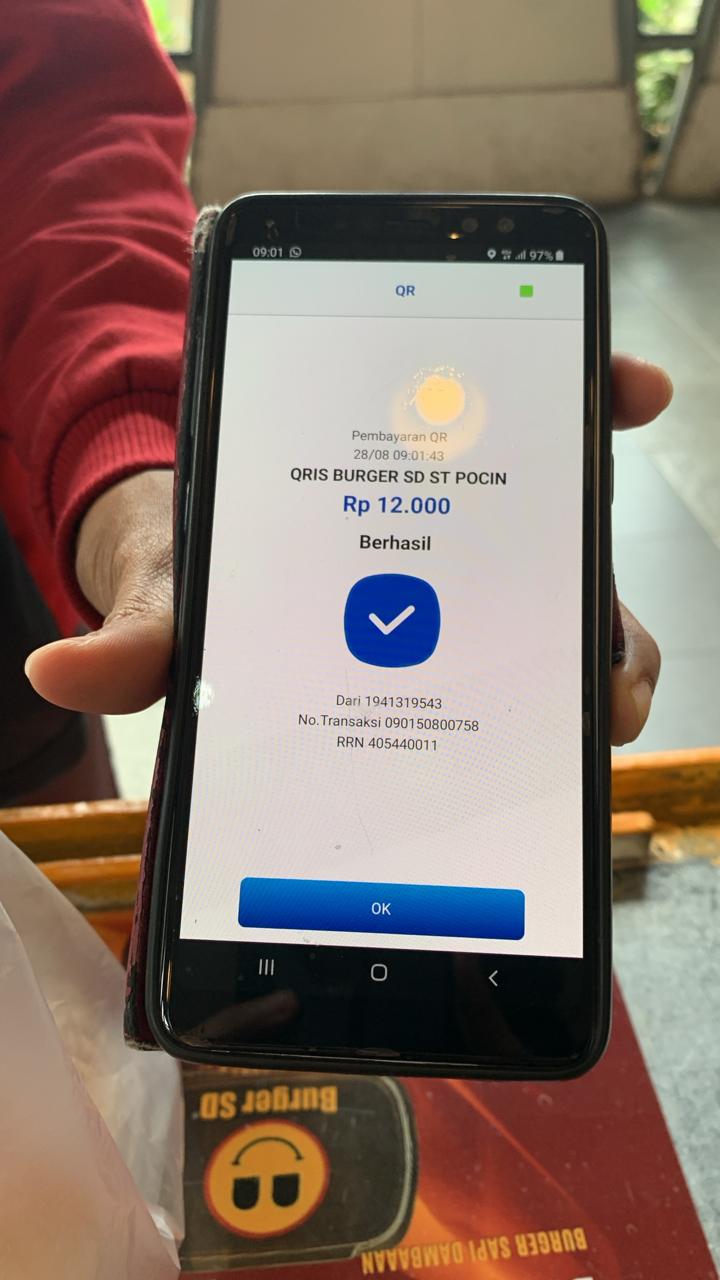 09:01
97%
QR
Pembayaran QR
28/08 09:01:43
QRIS BURGER SD ST POCIN
Rp 12.000
Berhasil
Dari 1941319543
No.Transaksi 090150800758
RRN 405440011
OK
Burger SD
BURGER SAPI DAMBAAAN